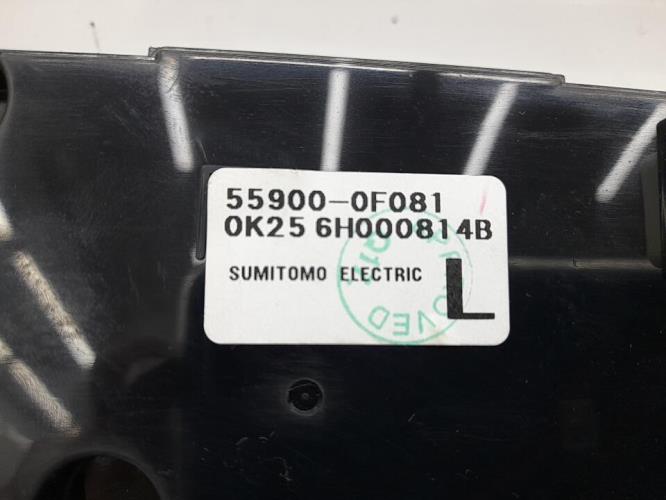 55900-0F081
0K25 6H000814B
SUMITOMO ELECTRIC
L